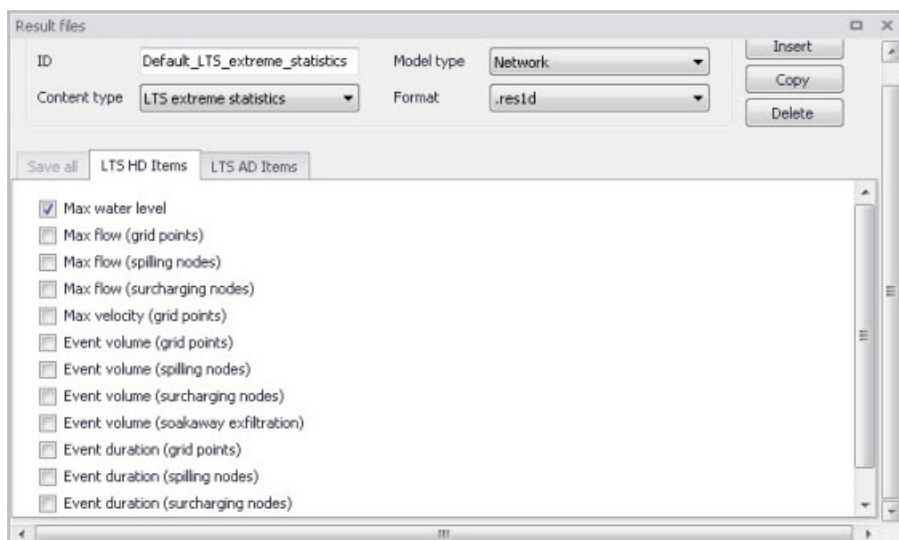 Result files
ID Default_LTS_extreme_statistics Model type Network Insert
Content type LTS extreme statistics Format .res1d Copy
Delete
Save all LTS HD Items LTS AD Items
Max water level
Max flow (grid points)
Max flow (spilling nodes)
Max flow (surcharging nodes)
Max velocity (grid points)
Event volume (grid points)
Event volume (spilling nodes)
Event volume (surcharging nodes)
Event volume (soakaway exfiltration)
Event duration (grid points)
Event duration (spilling nodes)
Event duration (surcharging nodes)